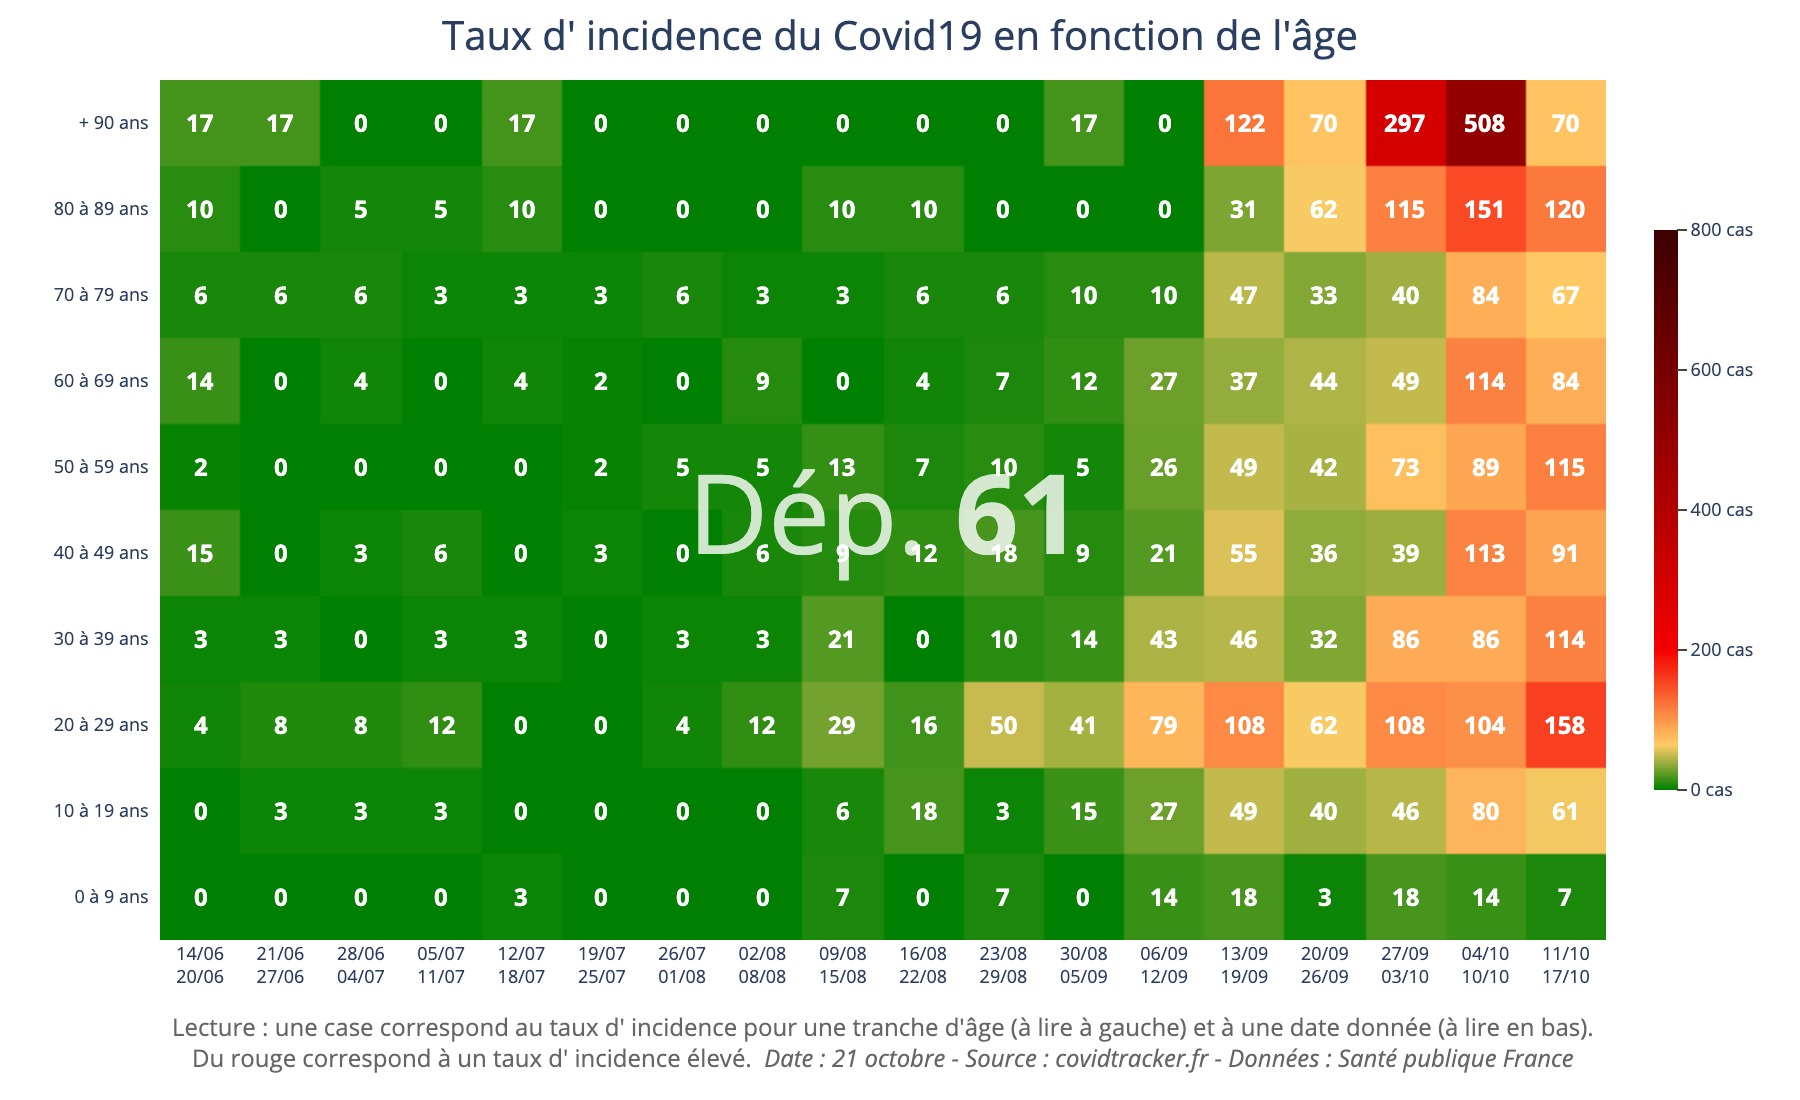 Taux d' incidence du Covid19 en fonction de l'âge
+ 90 ans 17 17 0 0 17 0 0 0 0 0 0 17 0 122 70 297 508 70
80 à 89 ans 10 0 5 5 10 0 0 0 10 10 0 0 0 31 62 115 151 120
70 à 79 ans 6 6 6 3 3 3 6 3 3 6 6 10 10 47 33 40 84 67
60 à 69 ans 14 0 4 0 4 2 0 9 0 4 7 12 27 37 44 49 114 84
50 à 59 ans 2 0 0 0 0 2 5 5 13 7 10 5 26 49 42 73 89 115
Dép. 61
40 à 49 ans 15 0 3 6 0 3 0 6 9 12 18 9 21 55 36 39 113 91
30 à 39 ans 3 3 0 3 3 0 3 3 21 0 10 14 43 46 32 86 86 114
20 à 29 ans 4 8 8 12 0 0 4 12 29 16 50 41 79 108 62 108 104 158
10 à 19 ans 0 3 3 3 0 0 0 0 6 18 3 15 27 49 40 46 80 61
0 à 9 ans 0 0 0 0 3 0 0 0 7 0 7 0 14 18 3 18 14 7
14/06 21/06 28/06 05/07 12/07 19/07 26/07 02/08 09/08 16/08 23/08 30/08 06/09 13/09 20/09 27/09 04/10 11/10
20/06 27/06 04/07 11/07 18/07 25/07 01/08 08/08 15/08 22/08 29/08 05/09 12/09 19/09 26/09 03/10 10/10 17/10
800 cas
600 cas
400 cas
200 cas
0 cas
Lecture : une case correspond au taux d' incidence pour une tranche d'âge (à lire à gauche) et à une date donnée (à lire en bas).
Du rouge correspond à un taux d' incidence élevé. Date : 21 octobre - Source : covidtracker.fr - Données : Santé publique France